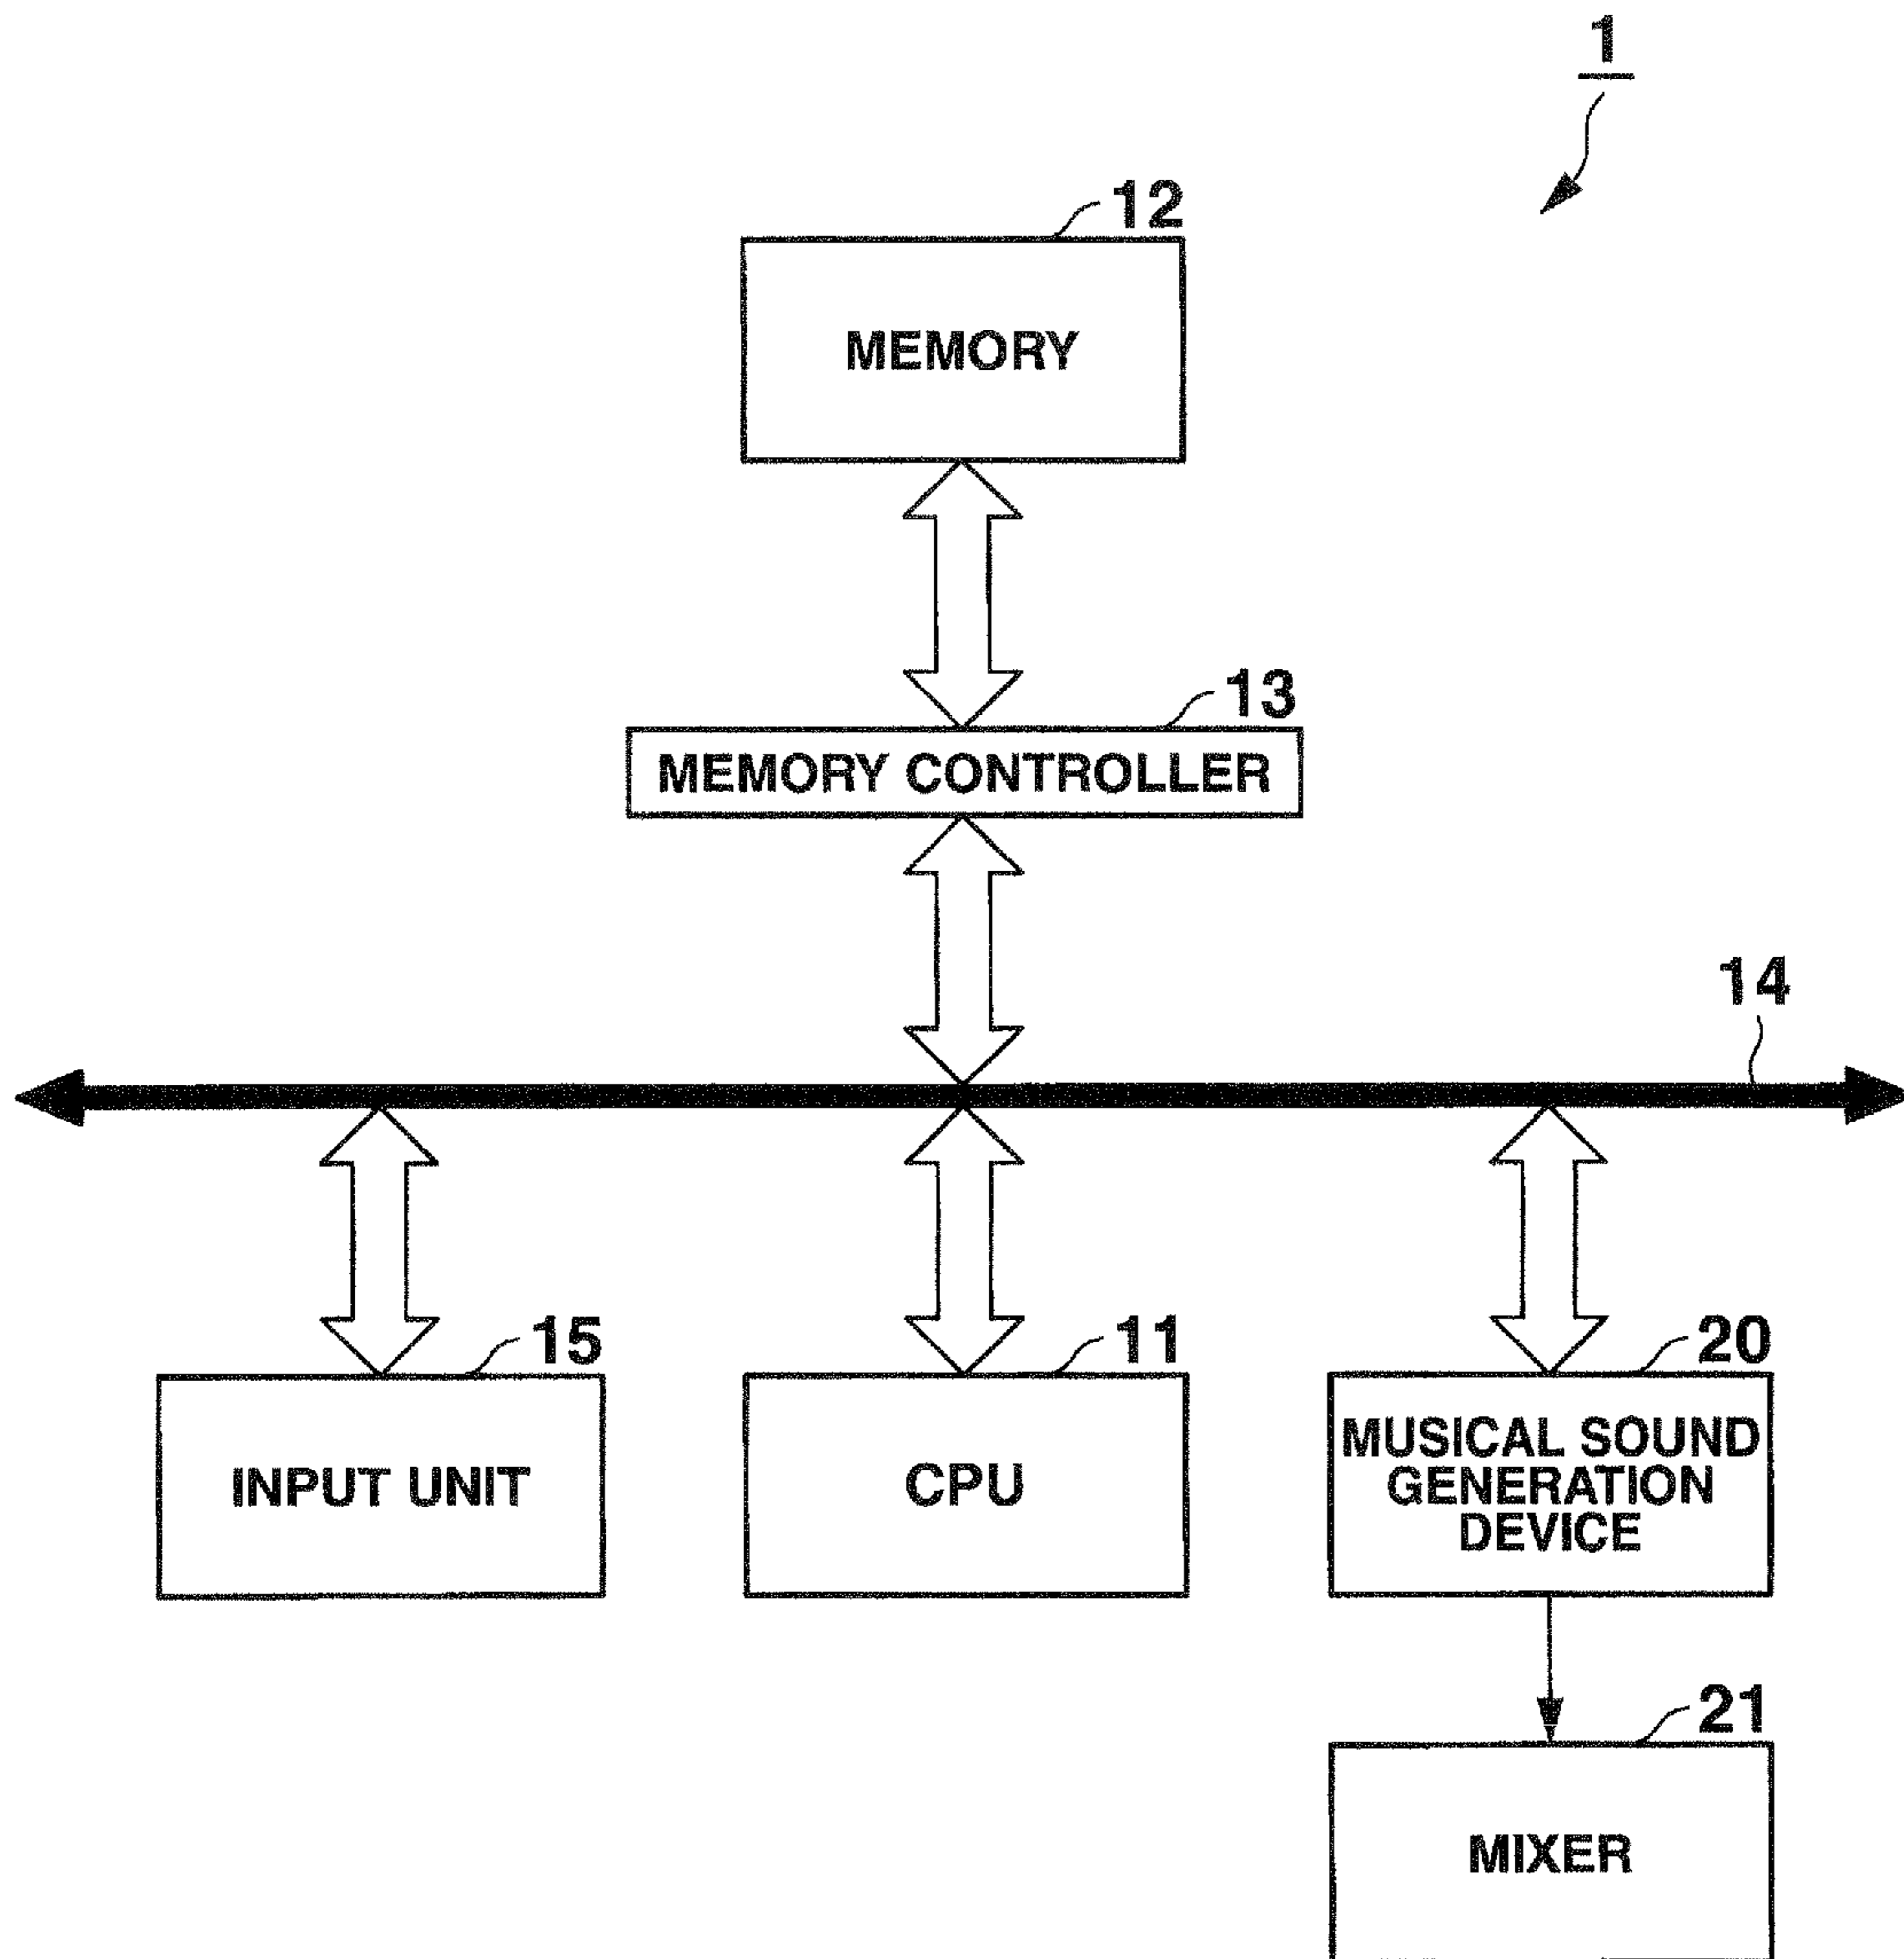 1
12
MEMORY
13
MEMORY CONTROLLER
14
15
11
20
INPUT UNIT
CPU
MUSICAL SOUND
GENERATION
DEVICE
21
MIXER